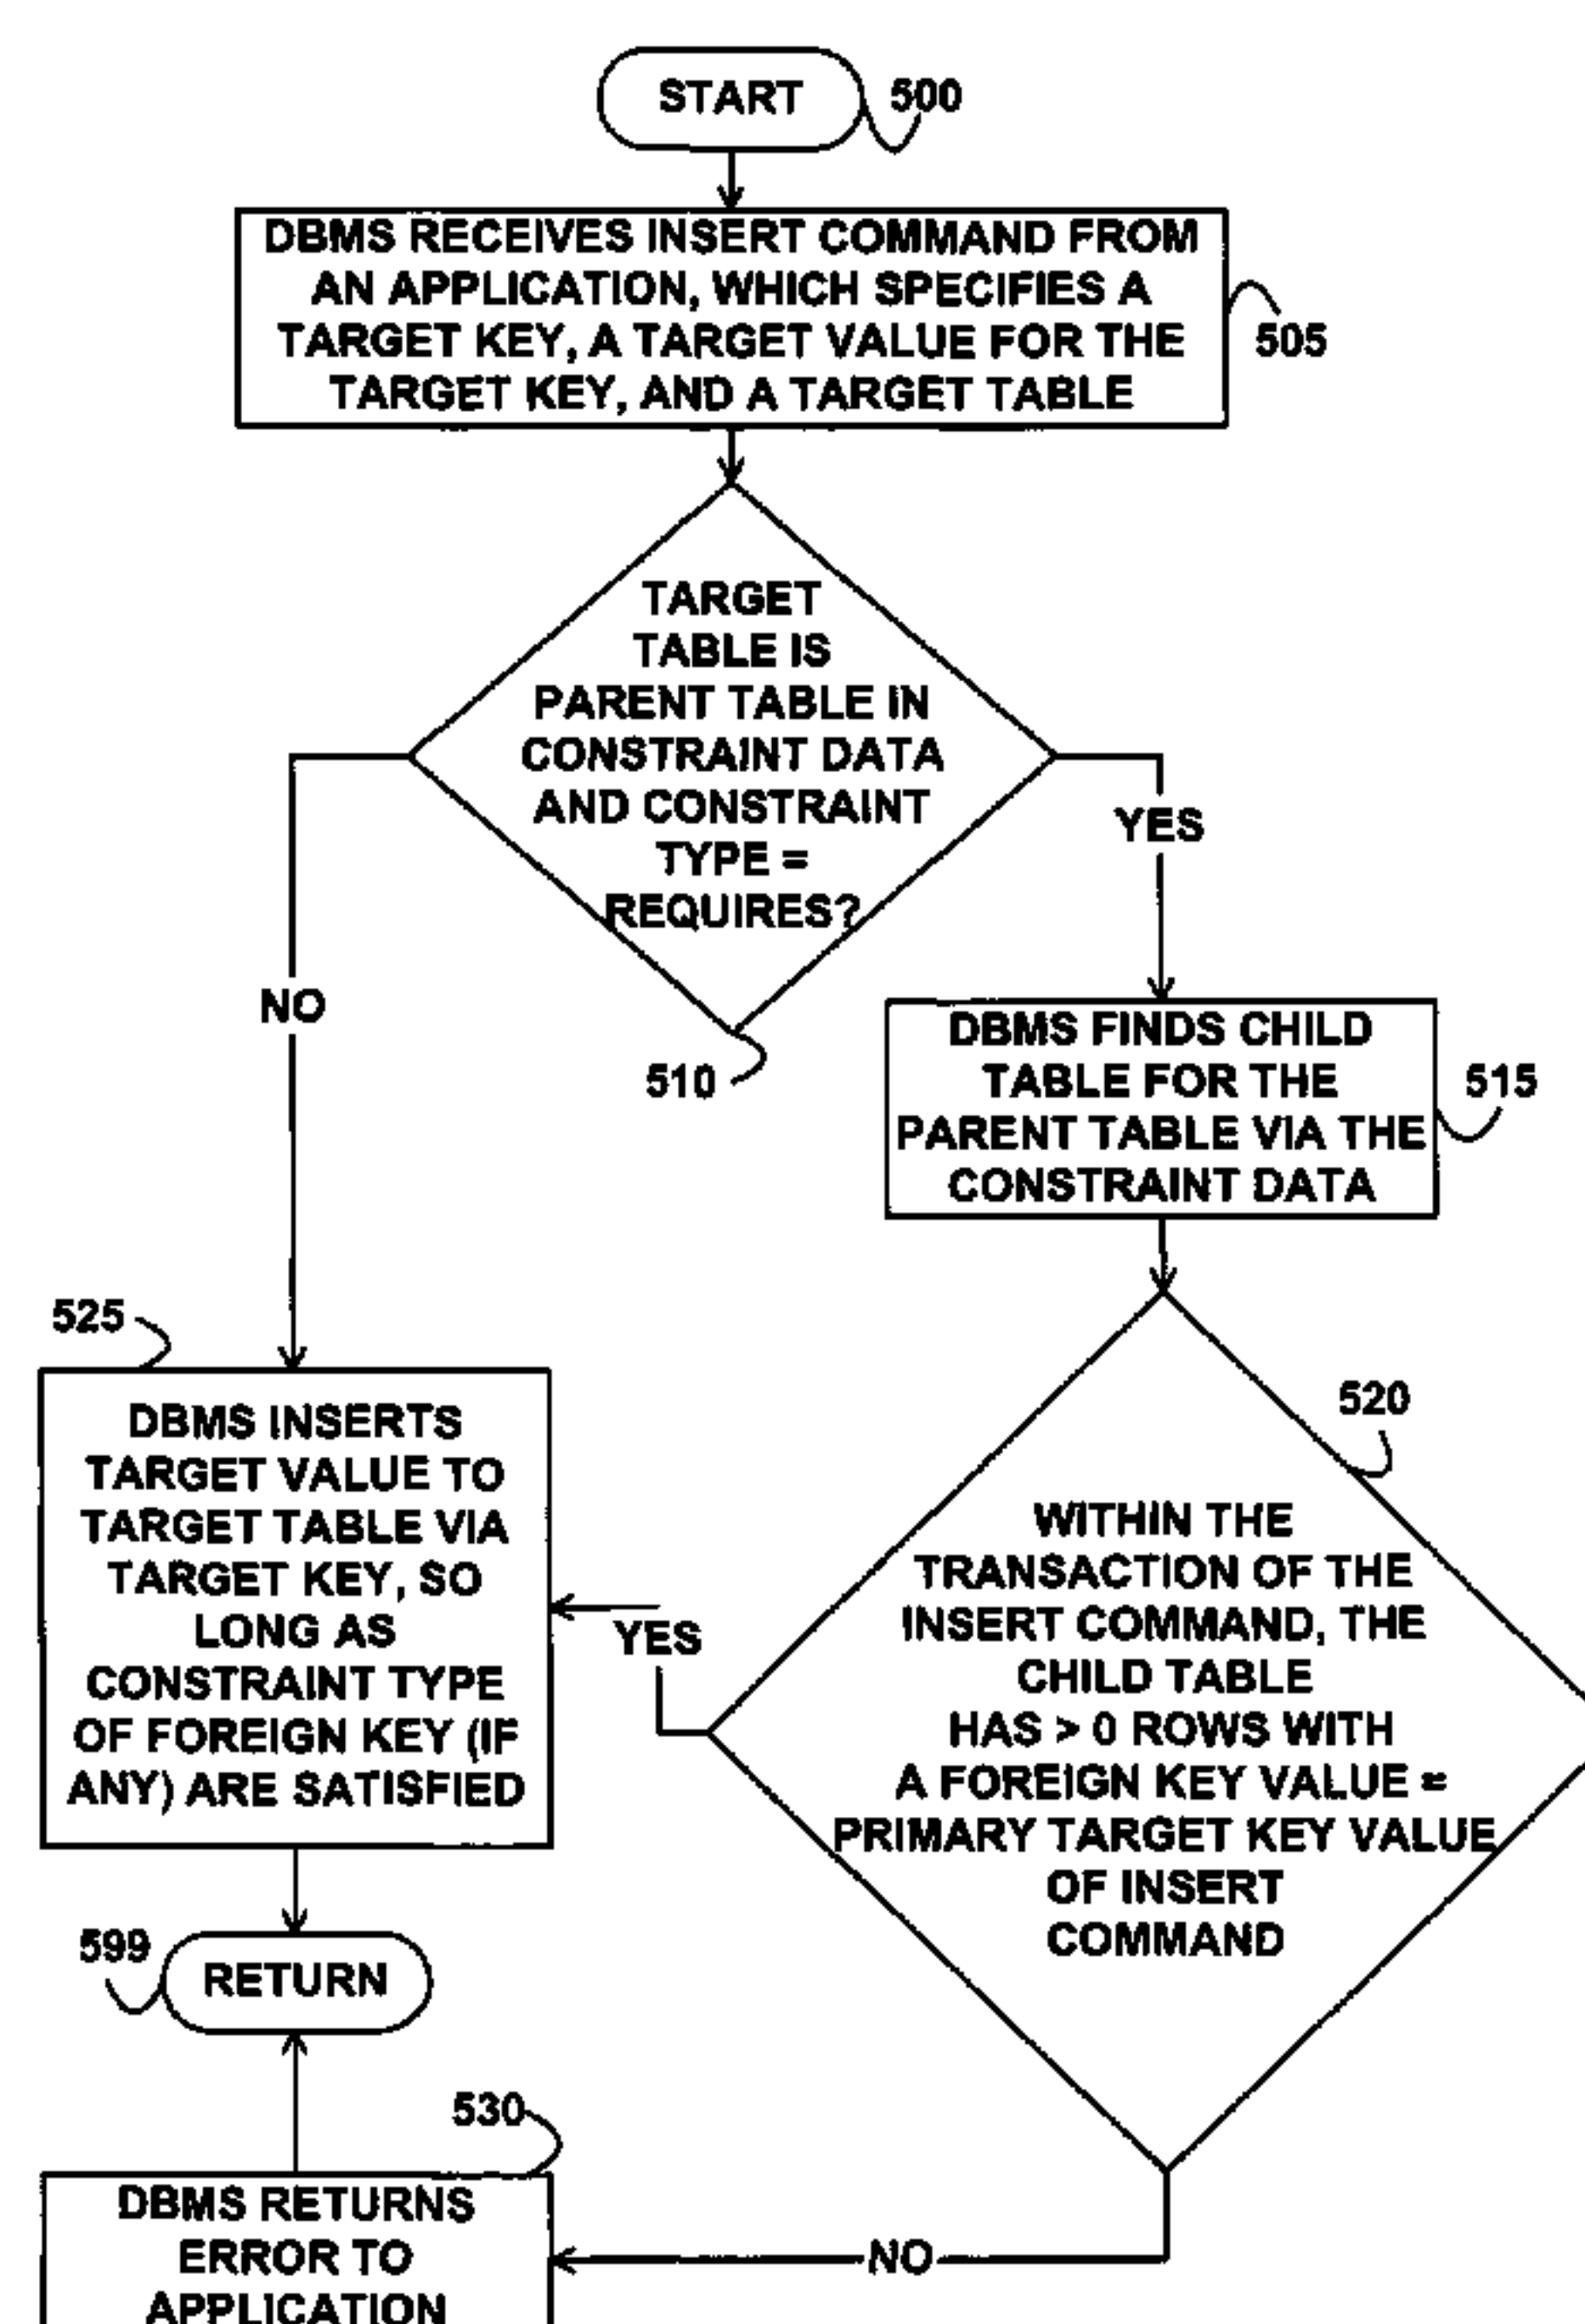 START
500
DBMS RECEIVES INSERT COMMAND FROM
AN APPLICATION, WHICH SPECIFIES A
TARGET KEY, A TARGET VALUE FOR THE
TARGET KEY, AND A TARGET TABLE
505
TARGET
TABLE IS
PARENT TABLE IN
CONSTRAINT DATA
AND CONSTRAINT
TYPE =
REQUIRES?
510
YES
NO
DBMS FINDS CHILD
TABLE FOR THE
PARENT TABLE VIA THE
CONSTRAINT DATA
515
525
DBMS INSERTS
TARGET VALUE TO
TARGET TABLE VIA
TARGET KEY, SO
LONG AS
CONSTRAINT TYPE
OF FOREIGN KEY (IF
ANY) ARE SATISFIED
YES
520
WITHIN THE
TRANSACTION OF THE
INSERT COMMAND, THE
CHILD TABLE
HAS > 0 ROWS WITH
A FOREIGN KEY VALUE =
PRIMARY TARGET KEY VALUE
OF INSERT
COMMAND
599
RETURN
530
DBMS RETURNS
ERROR TO
APPLICATION
NO